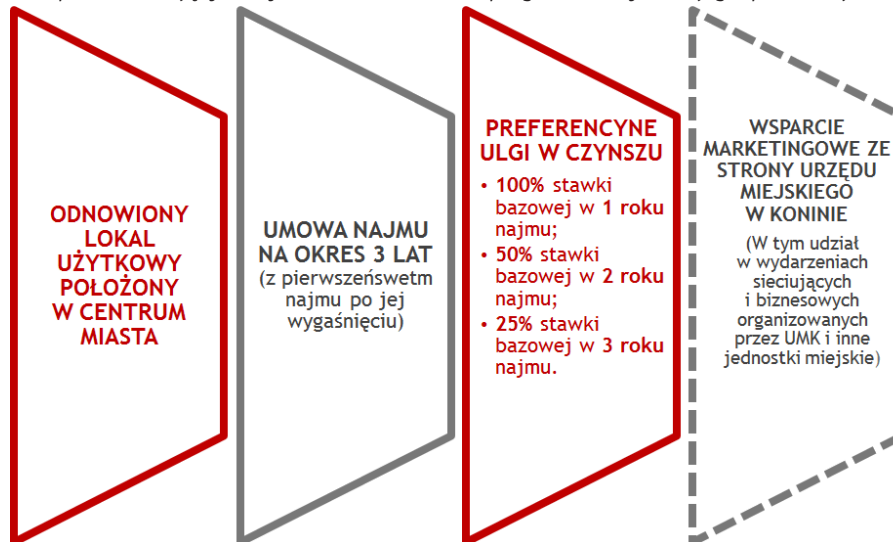 ODNOWIONY
LOKAL
UŻYTKOWY
POŁOŻONY
W CENTRUM
MIASTA
UMOWA NAJMU
NA OKRES 3 LAT
(z pierwszeńswetm
najmu po jej
wygaśnięciu)
PREFERENCYNE
ULGI W CZYNSZU
• 100% stawki
bazowej w 1 roku
najmu;
• 50% stawki
bazowej w 2 roku
najmu;
• 25% stawki
bazowej w 3 roku
najmu.
WSPARCIE
MARKETINGOWE ZE
STRONY URZĘDU
MIEJSKIEGO
W KONINIE
(W tym udział
w wydarzeniach
sieciujących
i biznesowych
organizowanych
przez UMK i inne
jednostki miejskie)